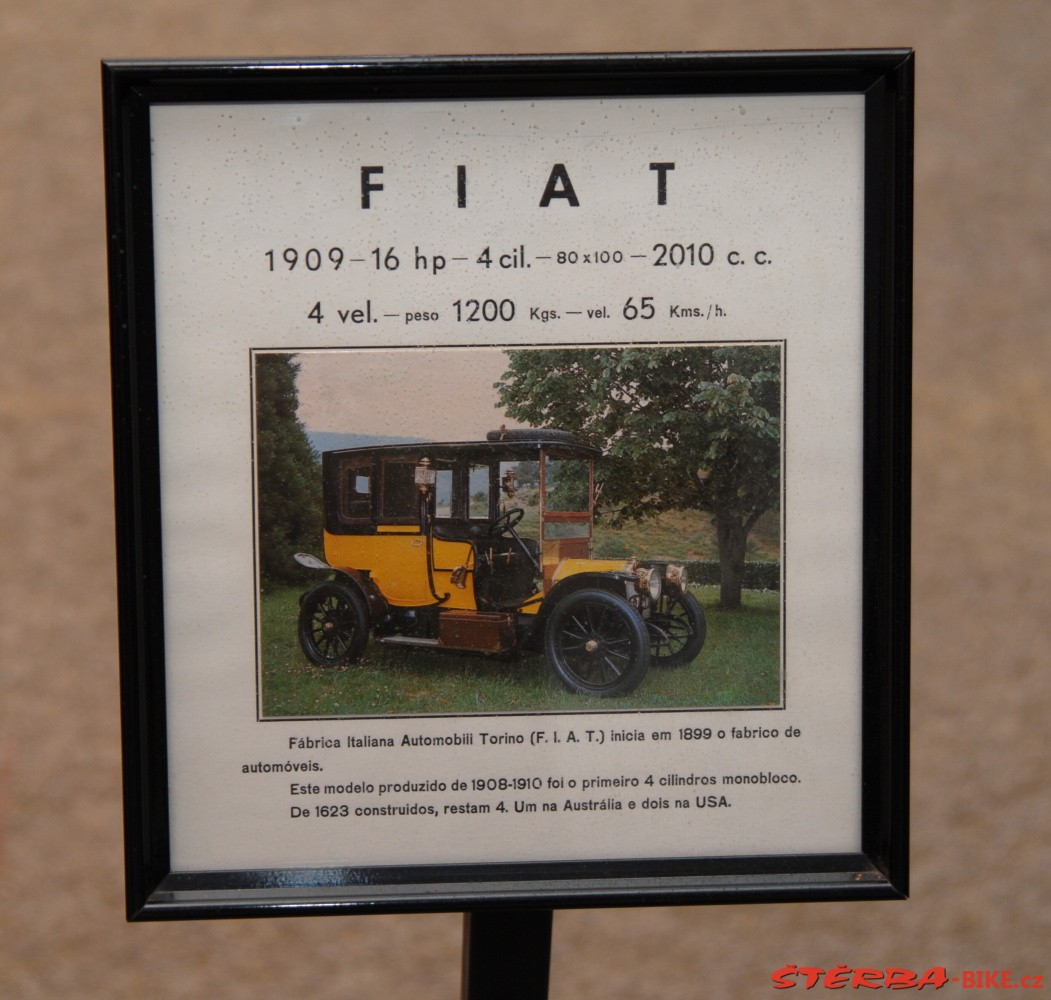 FIAT
1909 – 16 hp – 4 cil. – 80 x 100 – 2010 c. c.
4 vel. – peso 1200 Kgs. – vel. 65 Kms./h.
Fábrica Italiana Automobili Torino (F. I. A. T.) inicia em 1899 o fabrico de
automóveis.
Este modelo produzido de 1908-1910 foi o primeiro 4 cilindros monobloco.
De 1623 construidos, restam 4. Um na Austrália e dois na USA.
ŠTĚRBA-BIKE.cz